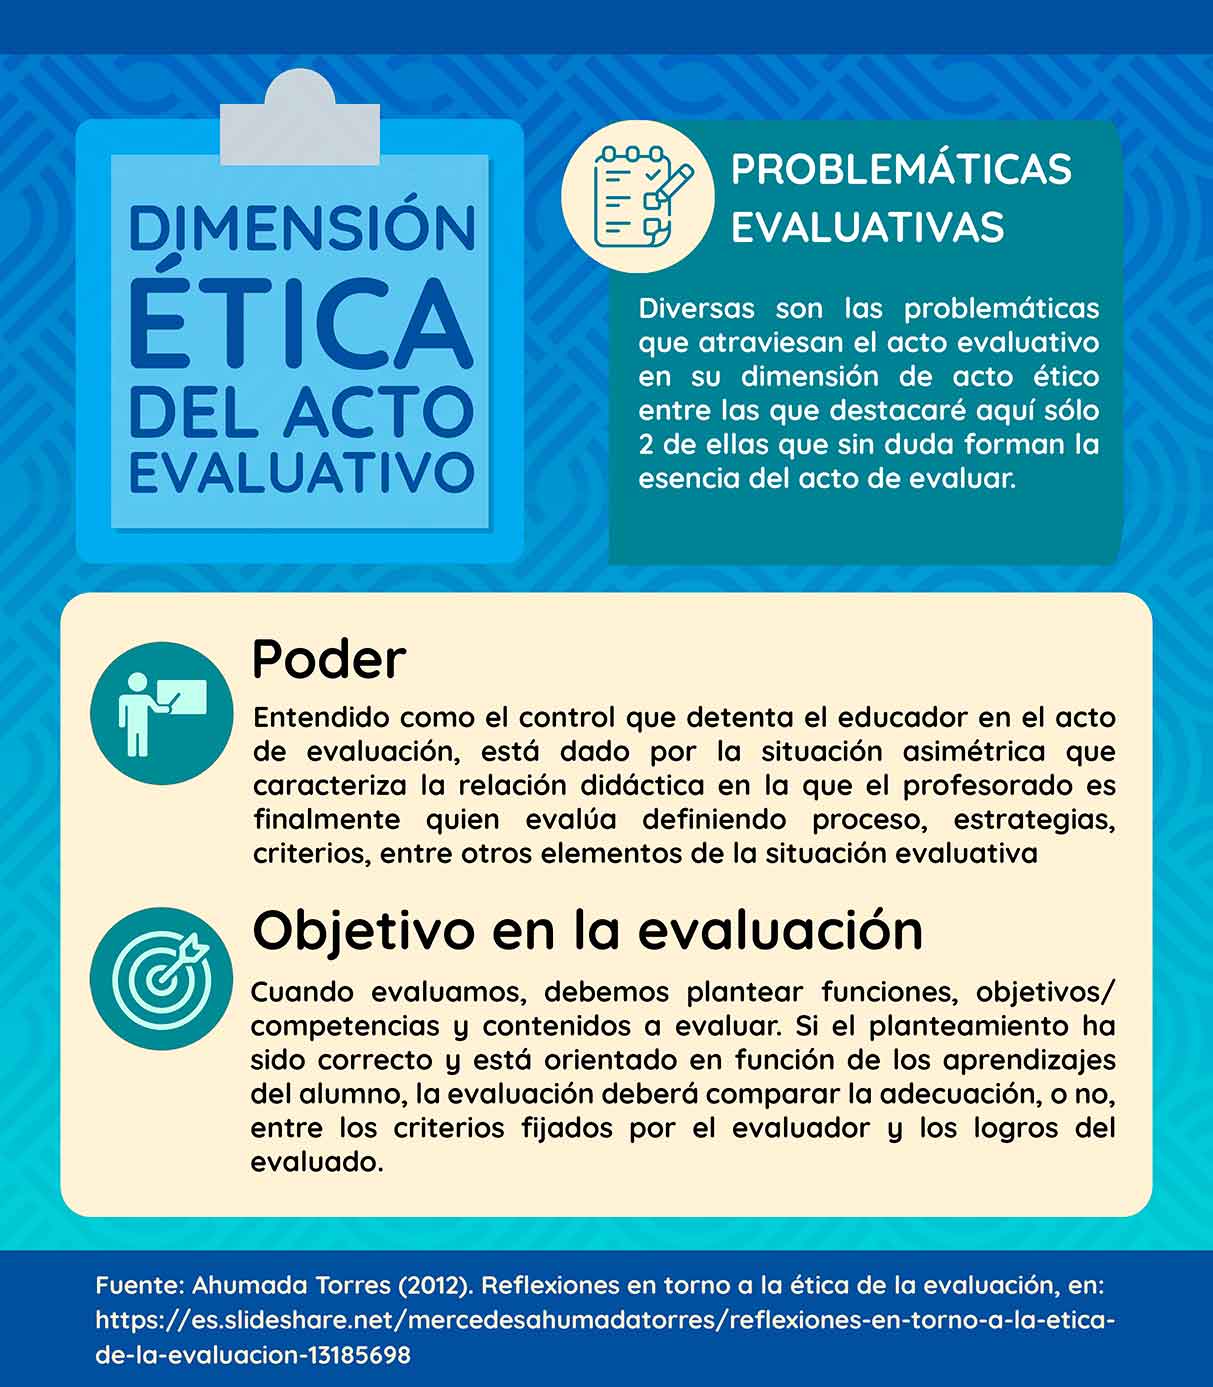 DIMENSIÓN
ÉTICA
DEL ACTO
EVALUATIVO
PROBLEMÁTICAS
EVALUATIVAS
Diversas son las problemáticas
que atraviesan el acto evaluativo
en su dimensión de acto ético
entre las que destacaré aquí sólo
2 de ellas que sin duda forman la
esencia del acto de evaluar.
Poder
Entendido como el control que detenta el educador en el acto
de evaluación, está dado por la situación asimétrica que
caracteriza la relación didáctica en la que el profesorado es
finalmente quien evalúa definiendo proceso, estrategias,
criterios, entre otros elementos de la situación evaluativa
Objetivo en la evaluación
Cuando evaluamos, debemos plantear funciones, objetivos/
competencias y contenidos a evaluar. Si el planteamiento ha
sido correcto y está orientado en función de los aprendizajes
del alumno, la evaluación deberá comparar la adecuación, o no,
entre los criterios fijados por el evaluador y los logros del
evaluado.
Fuente: Ahumada Torres (2012). Reflexiones en torno a la ética de la evaluación, en:
https://es.slideshare.net/mercedesahumadatorres/reflexiones-en-torno-a-la-etica-
de-la-evaluacion-13185698